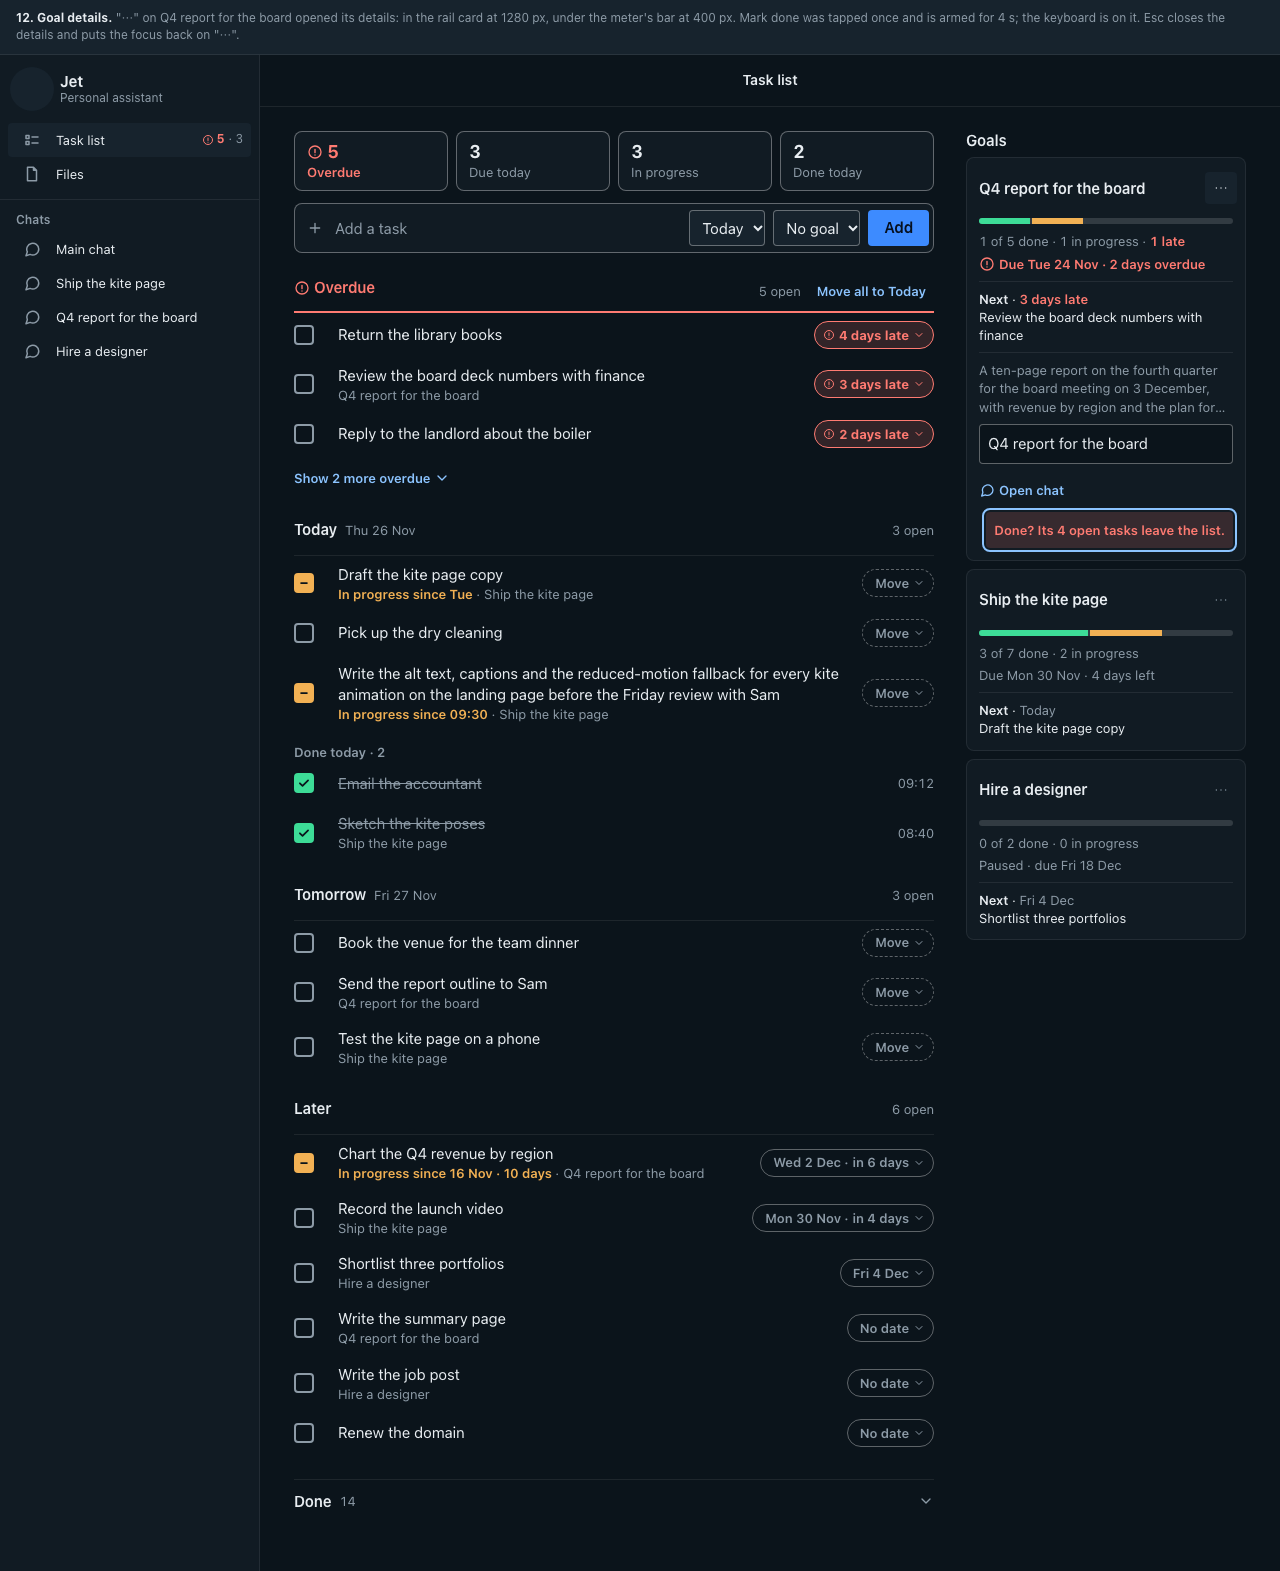 12. Goal details. "···" on Q4 report for the board opened its details: in the rail card at 1280 px, under the meter's bar at 400 px. Mark done was tapped once and is armed for 4 s; the keyboard is on it. Esc closes the
details and puts the focus back on "···".
Jet
Personal assistant
Task list
5 · 3
Files
Chats
Main chat
Ship the kite page
Q4 report for the board
Hire a designer
Task list
5
Overdue
3
Due today
3
In progress
2
Done today
Add a task
Today
No goal
Add
Overdue
5 open
Move all to Today
Return the library books
4 days late
Review the board deck numbers with finance
Q4 report for the board
3 days late
Reply to the landlord about the boiler
2 days late
Show 2 more overdue
Today Thu 26 Nov
3 open
Draft the kite page copy
In progress since Tue · Ship the kite page
Move
Pick up the dry cleaning
Move
Write the alt text, captions and the reduced-motion fallback for every kite
animation on the landing page before the Friday review with Sam
In progress since 09:30 · Ship the kite page
Move
Done today · 2
Email the accountant
09:12
Sketch the kite poses
Ship the kite page
08:40
Tomorrow Fri 27 Nov
3 open
Book the venue for the team dinner
Move
Send the report outline to Sam
Q4 report for the board
Move
Test the kite page on a phone
Ship the kite page
Move
Later
6 open
Chart the Q4 revenue by region
In progress since 16 Nov · 10 days · Q4 report for the board
Wed 2 Dec · in 6 days
Record the launch video
Ship the kite page
Mon 30 Nov · in 4 days
Shortlist three portfolios
Hire a designer
Fri 4 Dec
Write the summary page
Q4 report for the board
No date
Write the job post
Hire a designer
No date
Renew the domain
No date
Done 14
Goals
Q4 report for the board
···
1 of 5 done · 1 in progress · 1 late
Due Tue 24 Nov · 2 days overdue
Next · 3 days late
Review the board deck numbers with
finance
A ten-page report on the fourth quarter
for the board meeting on 3 December,
with revenue by region and the plan for…
Q4 report for the board
Open chat
Done? Its 4 open tasks leave the list.
Ship the kite page
···
3 of 7 done · 2 in progress
Due Mon 30 Nov · 4 days left
Next · Today
Draft the kite page copy
Hire a designer
···
0 of 2 done · 0 in progress
Paused · due Fri 18 Dec
Next · Fri 4 Dec
Shortlist three portfolios